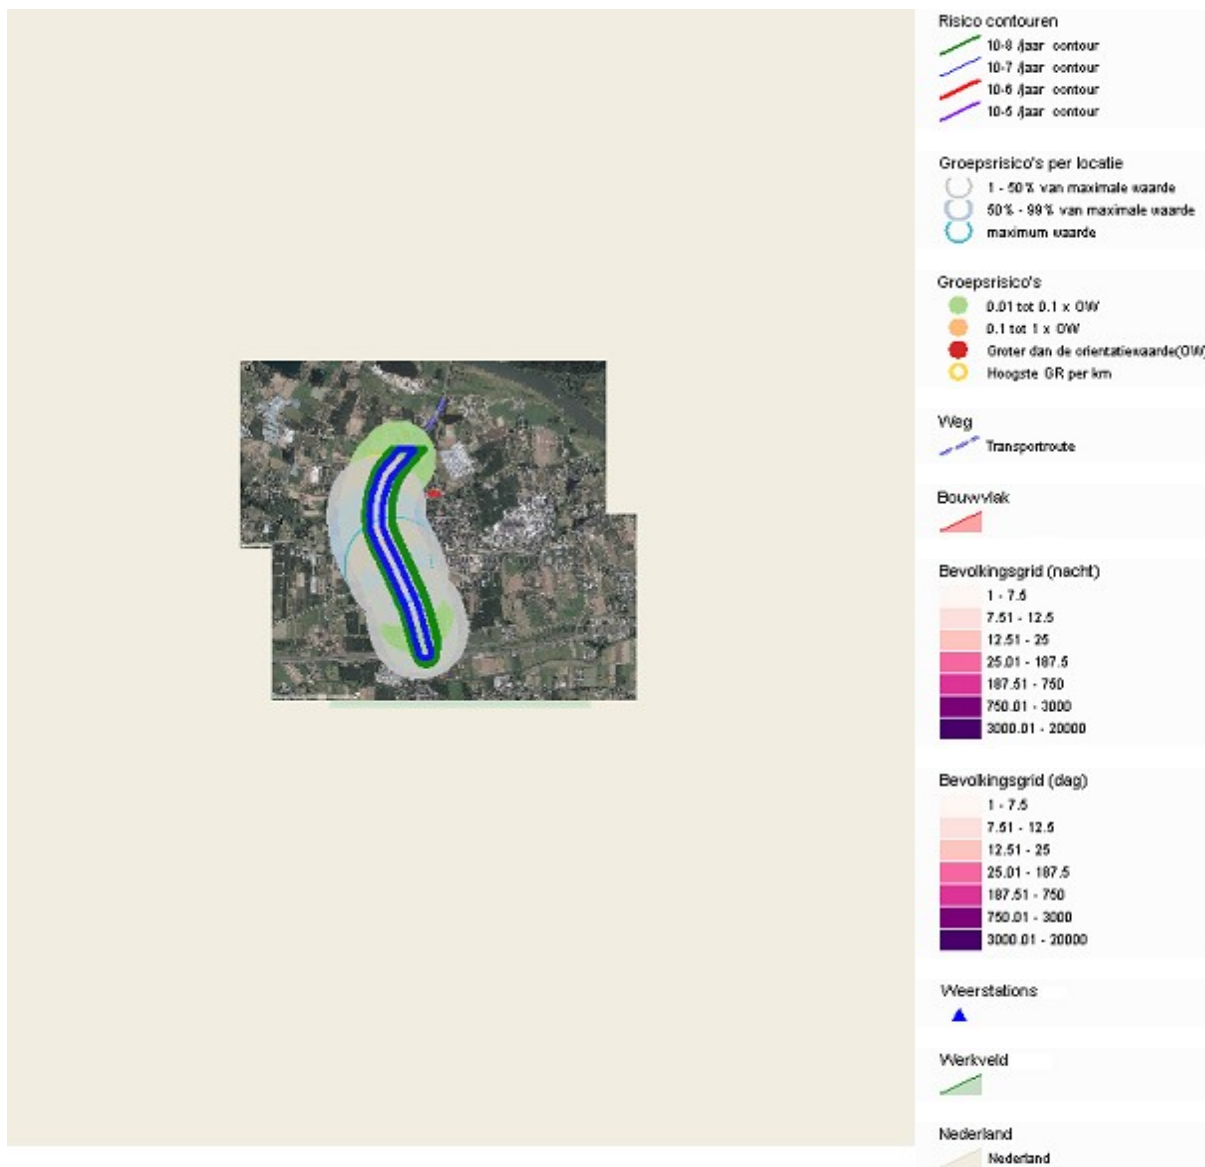 Risico contouren
10-8 /jaar contour
10-7 /jaar contour
10-6 /jaar contour
10-5 /jaar contour
Groepsrisico's per locatie
1 - 50 % van maximale waarde
50% - 99% van maximale waarde
maximum waarde
Groepsrisico's
0.01 tot 0.1 x OW
0.1 tot 1 x OW
Groter dan de orientatiewaarde(OW)
Hoogste GR per km
Weg
Transportroute
Bouwvlak
Bevolkingsgrid (nacht)
1 - 7.5
7.51 - 12.5
12.51 - 25
25.01 - 187.5
187.51 - 750
750.01 - 3000
3000.01 - 20000
Bevolkingsgrid (dag)
1 - 7.5
7.51 - 12.5
12.51 - 25
25.01 - 187.5
187.51 - 750
750.01 - 3000
3000.01 - 20000
Weerstations
Werkveld
Nederland
Nederland